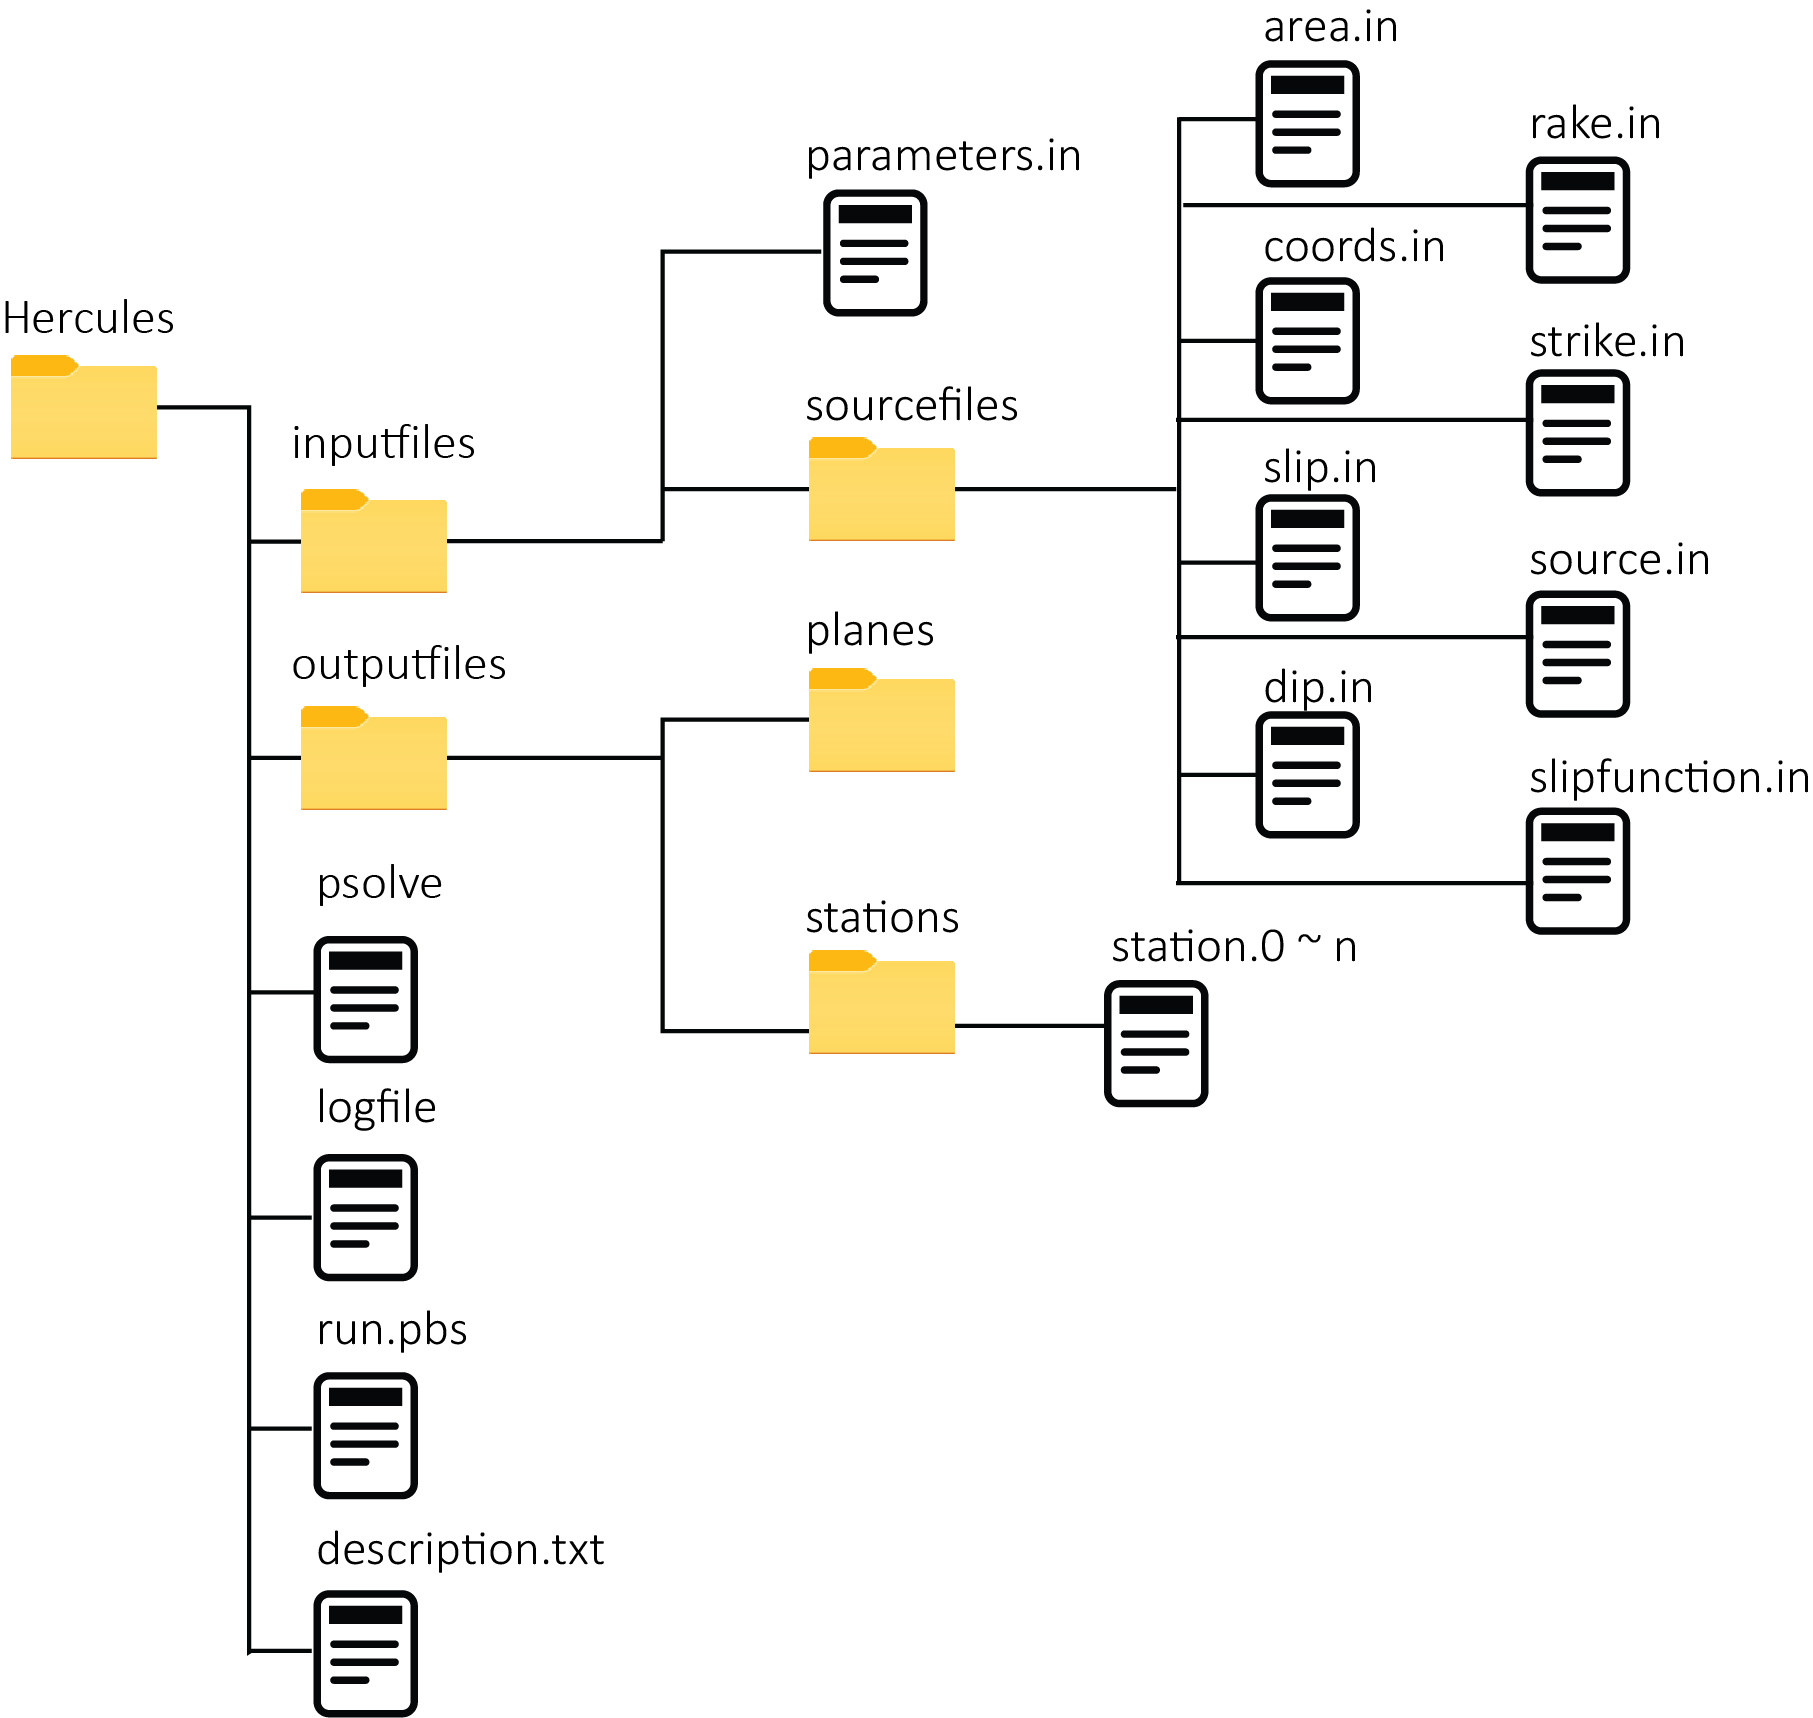 Hercules
inputfiles
outputfiles
psolve
logfile
run.pbs
description.txt
parameters.in
sourcefiles
planes
stations
station.0 ~ n
area.in
coords.in
slip.in
dip.in
rake.in
strike.in
source.in
slipfunction.in